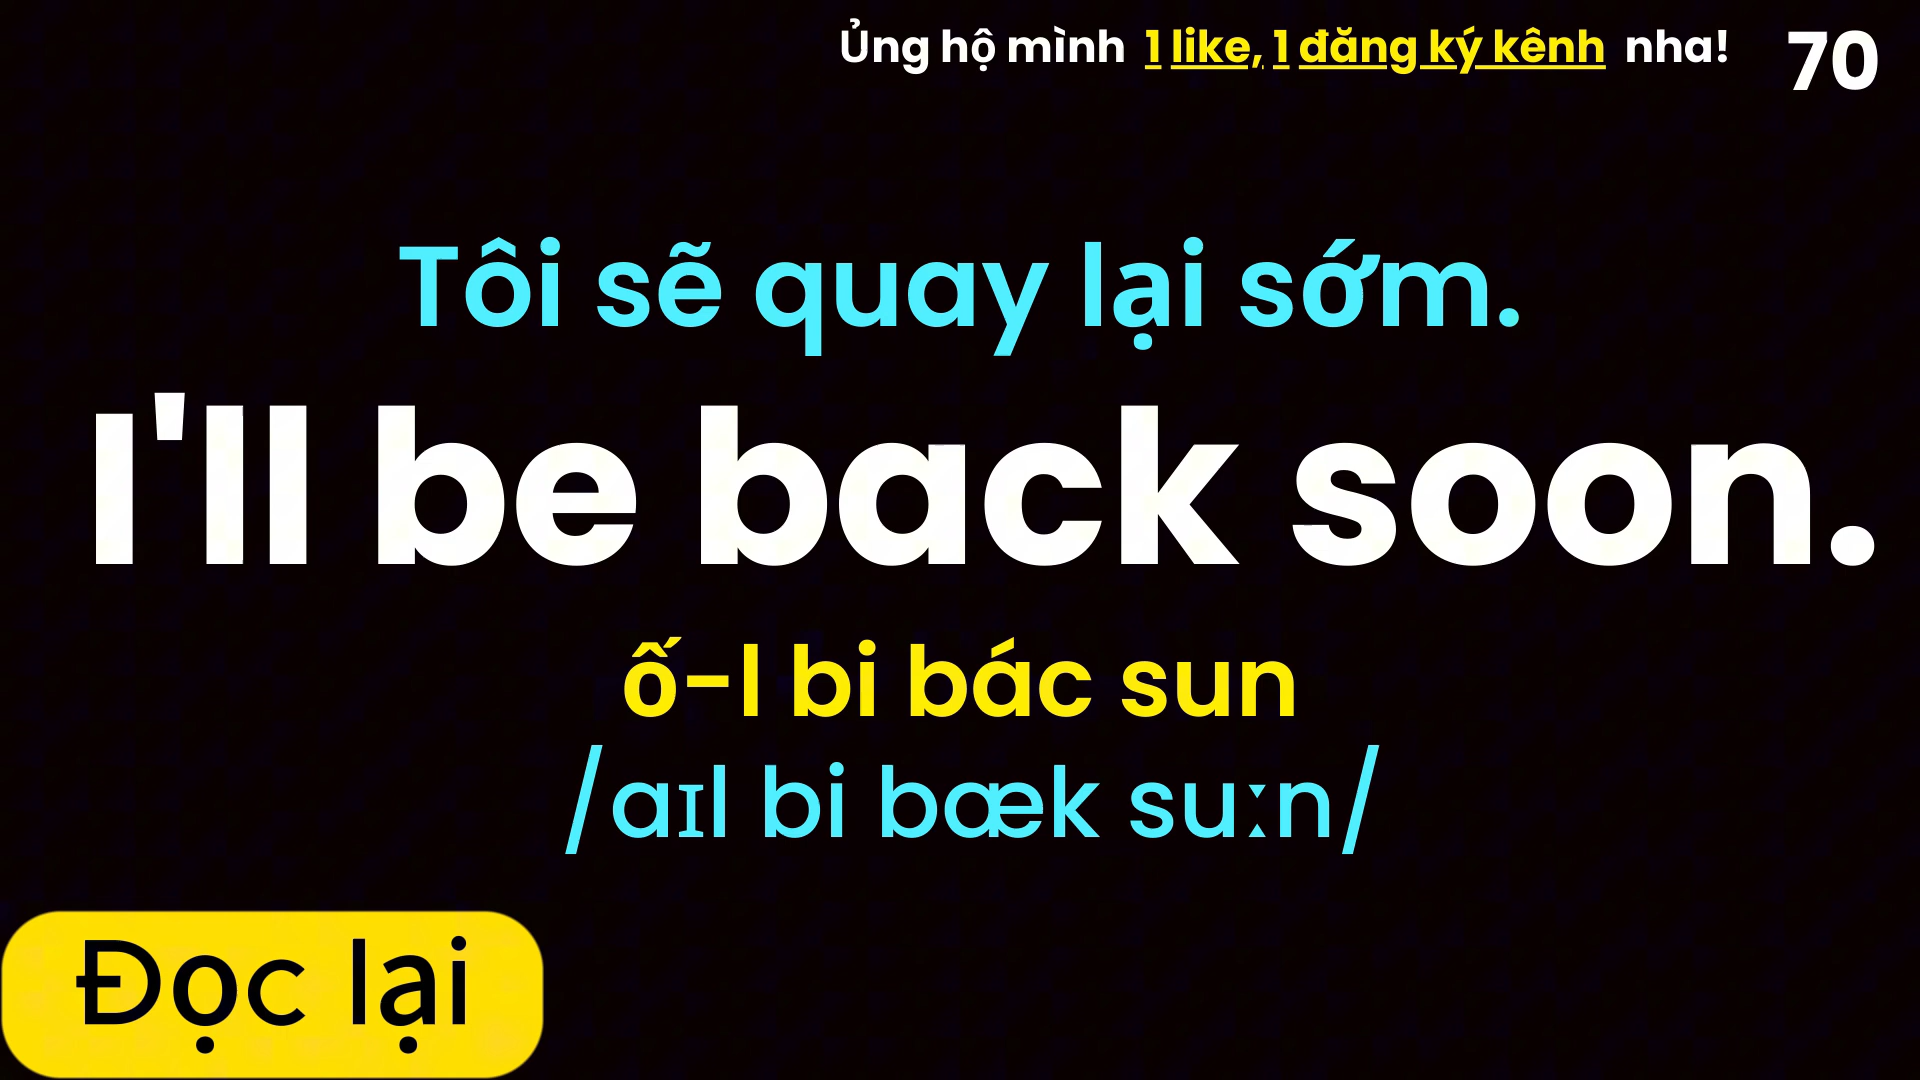 Ủng hộ mình 1 like, 1 đăng ký kênh nha! 70
Tôi sẽ quay lại sớm.
I'll be back soon.
ố-l bi bác sun
/aɪl bi bæk suːn/
Đọc lại